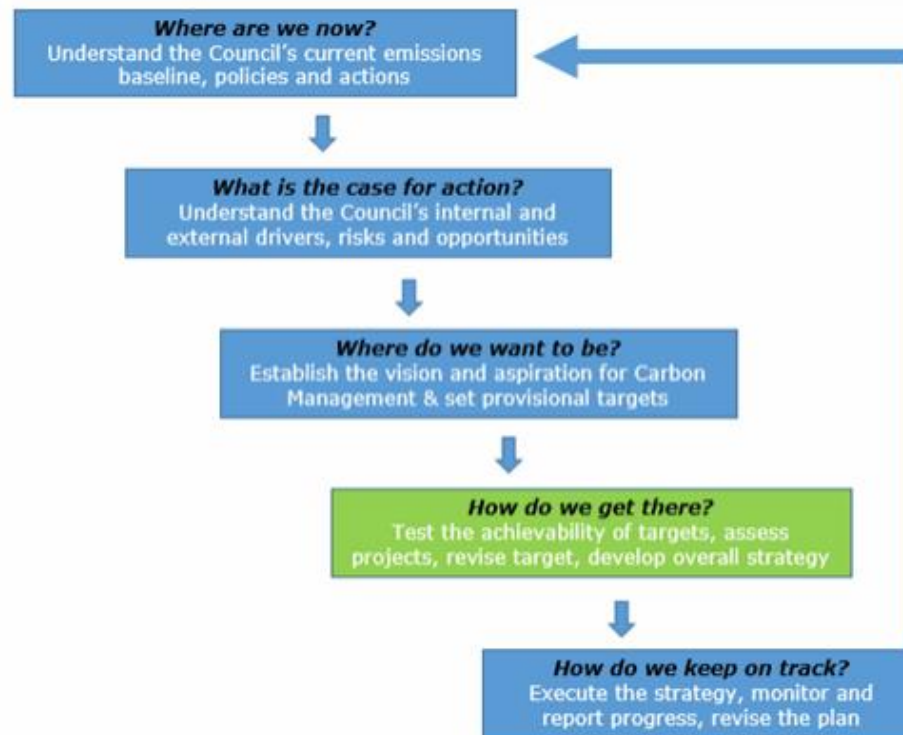 Where are we now?
Understand the Council's current emissions
baseline, policies and actions
What is the case for action?
Understand the Council's internal and
external drivers, risks and opportunities
Where do we want to be?
Establish the vision and aspiration for Carbon
Management & set provisional targets
How do we get there?
Test the achievability of targets, assess
projects, revise target, develop overall strategy
How do we keep on track?
Execute the strategy, monitor and
report progress, revise the plan